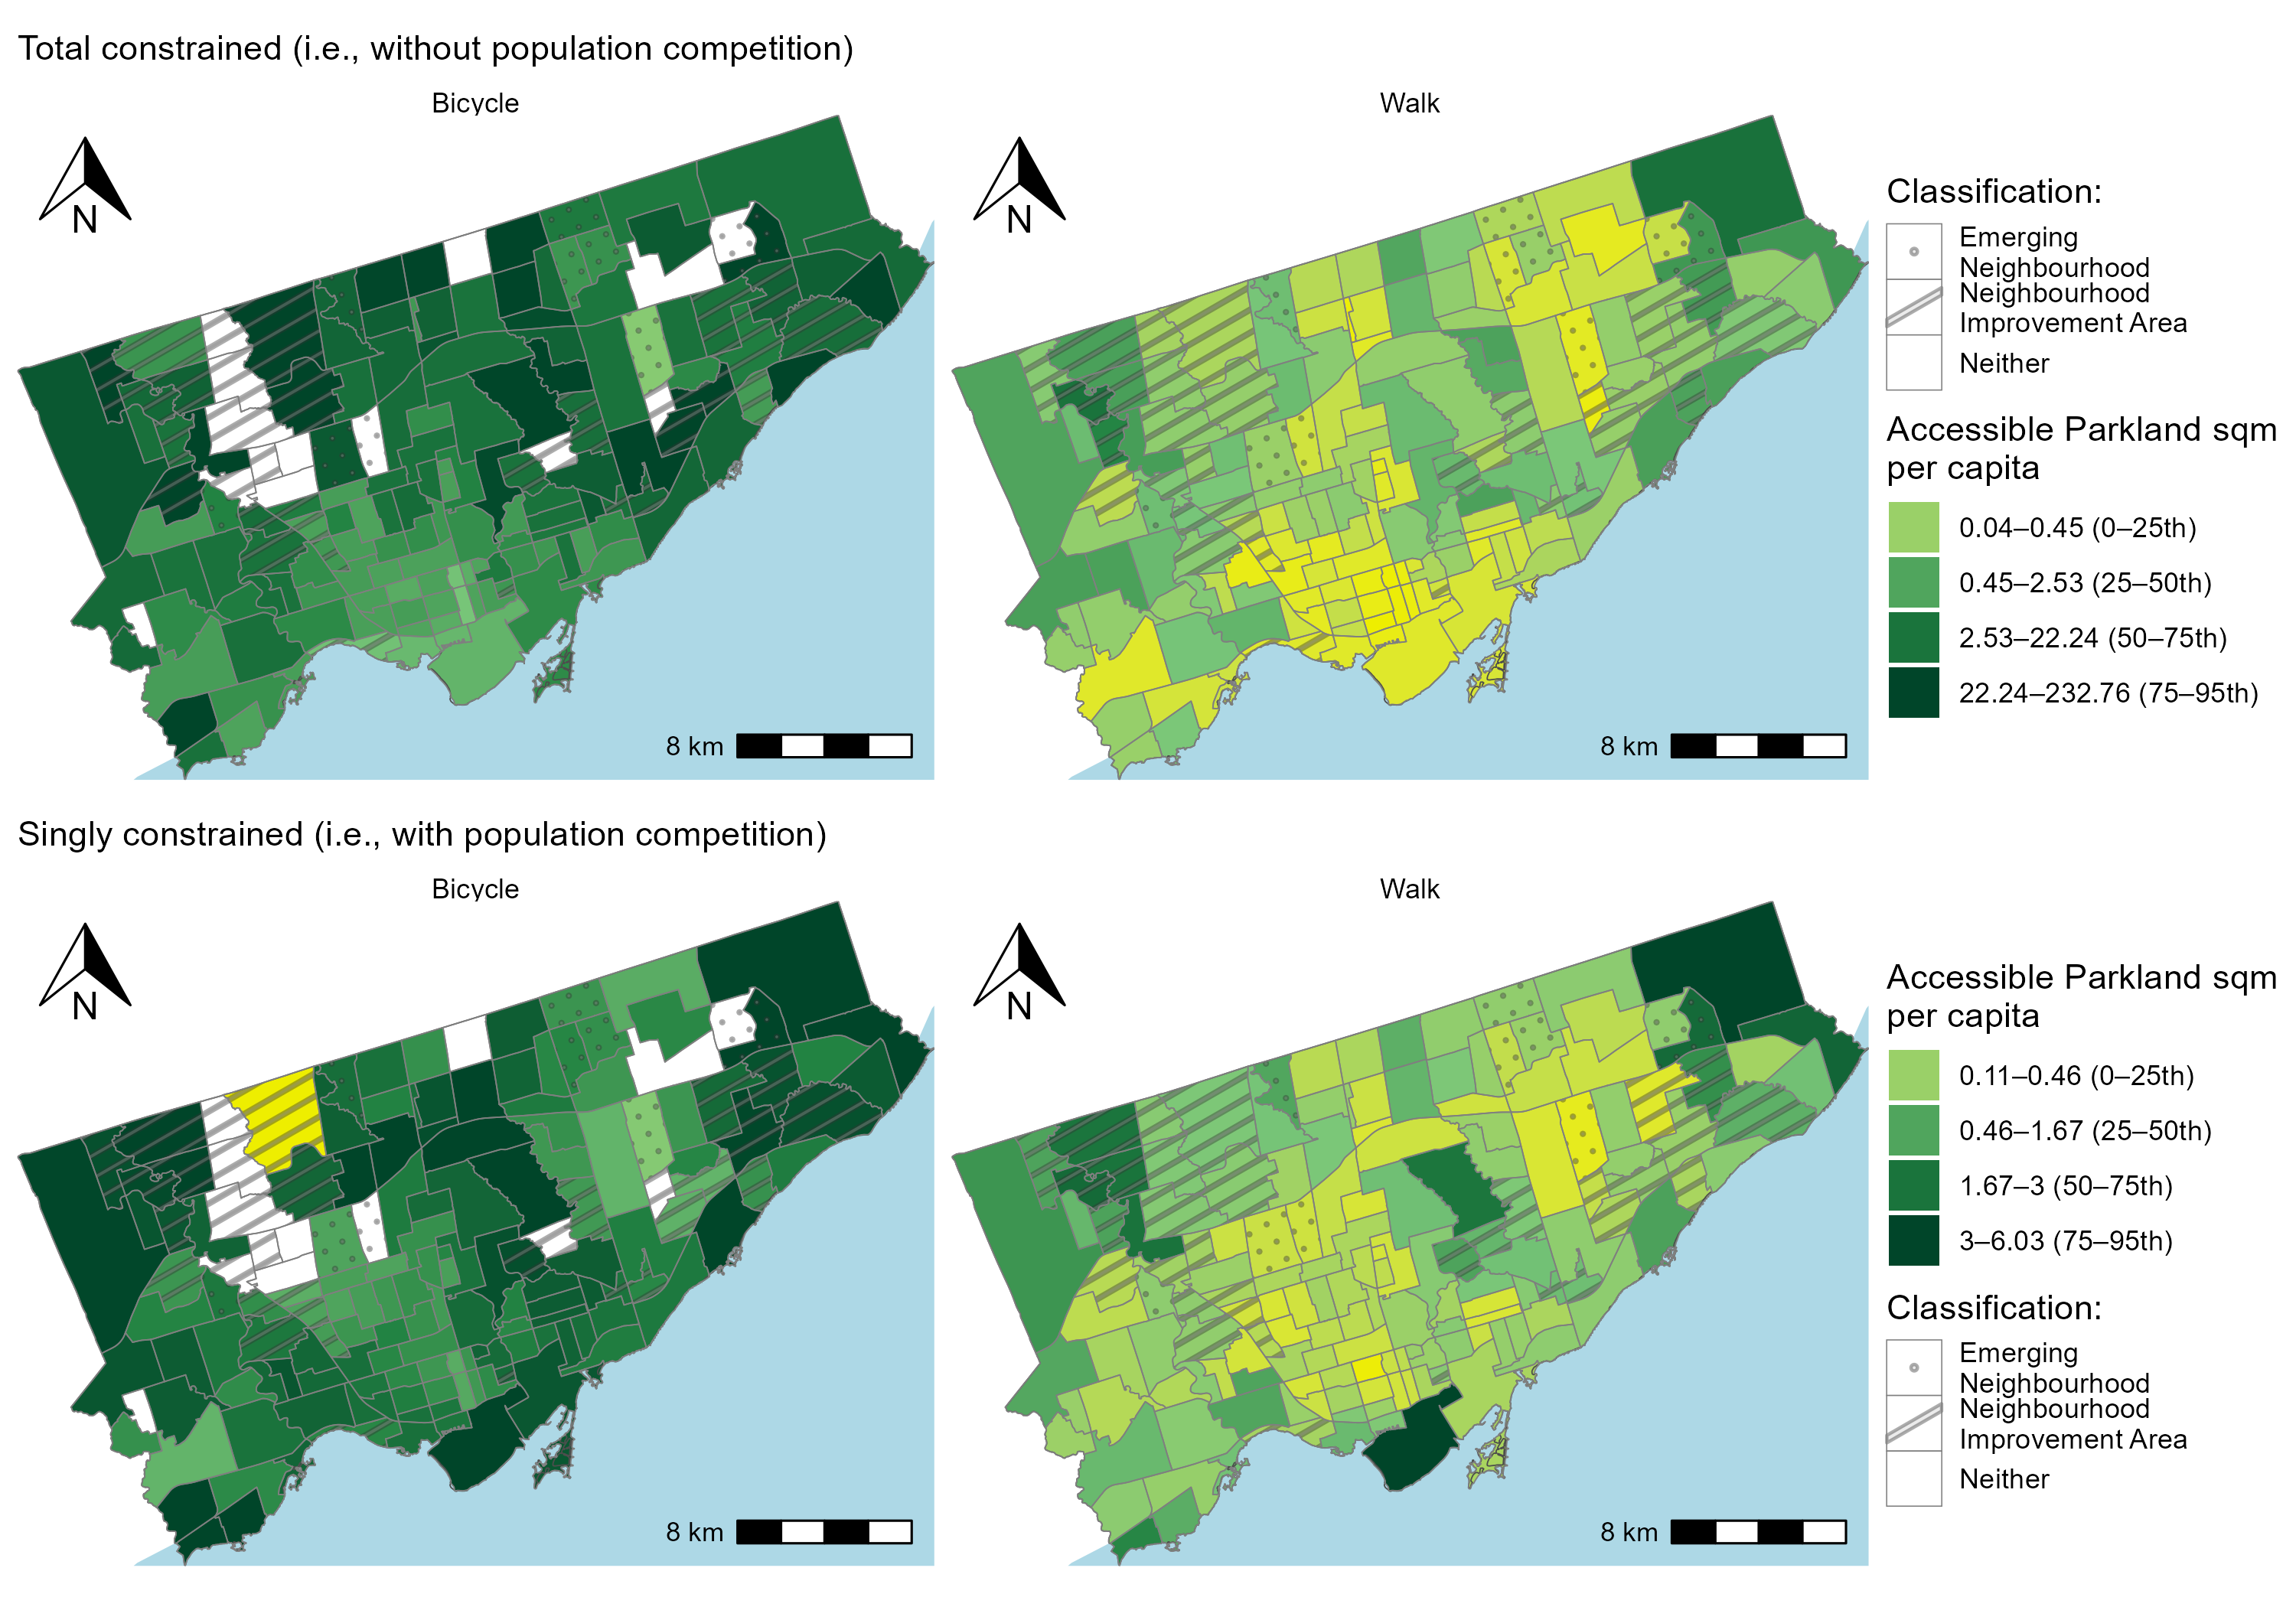 Total constrained (i.e., without population competition)
Bicycle
Walk
N
N
8 km
8 km
Classification:
Emerging
Neighbourhood
Neighbourhood
Improvement Area
Neither
Accessible Parkland sqm
per capita
0.04–0.45 (0–25th)
0.45–2.53 (25–50th)
2.53–22.24 (50–75th)
22.24–232.76 (75–95th)
Singly constrained (i.e., with population competition)
Bicycle
Walk
N
N
8 km
8 km
Accessible Parkland sqm
per capita
0.11–0.46 (0–25th)
0.46–1.67 (25–50th)
1.67–3 (50–75th)
3–6.03 (75–95th)
Classification:
Emerging
Neighbourhood
Neighbourhood
Improvement Area
Neither